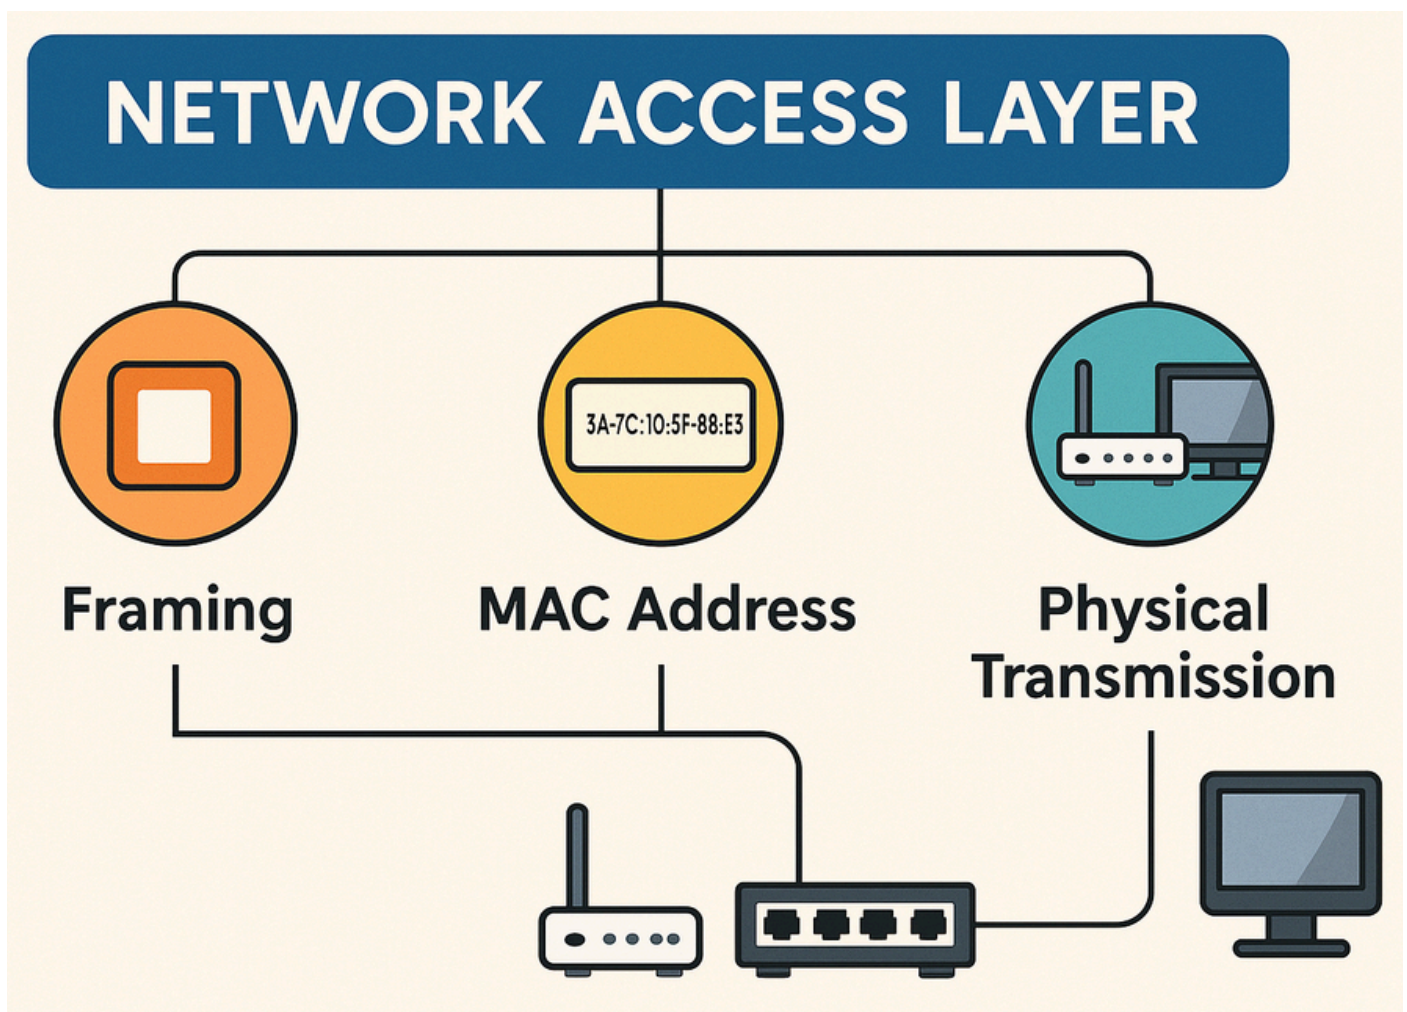 NETWORK ACCESS LAYER
3A-7C:10:5F-88:E3
Framing
MAC Address
Physical
Transmission